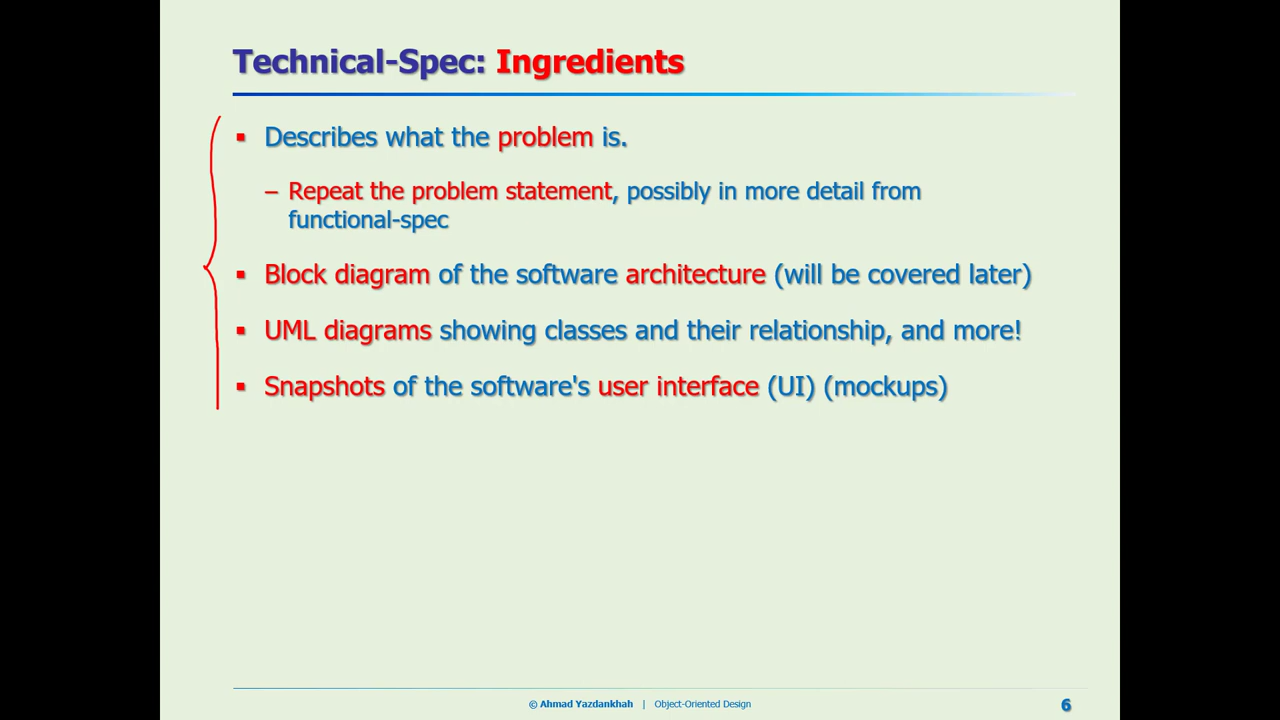 Technical-Spec: Ingredients
▪ Describes what the problem is.
– Repeat the problem statement, possibly in more detail from
functional-spec
▪ Block diagram of the software architecture (will be covered later)
▪ UML diagrams showing classes and their relationship, and more!
▪ Snapshots of the software's user interface (UI) (mockups)
© Ahmad Yazdankhah | Object-Oriented Design
6